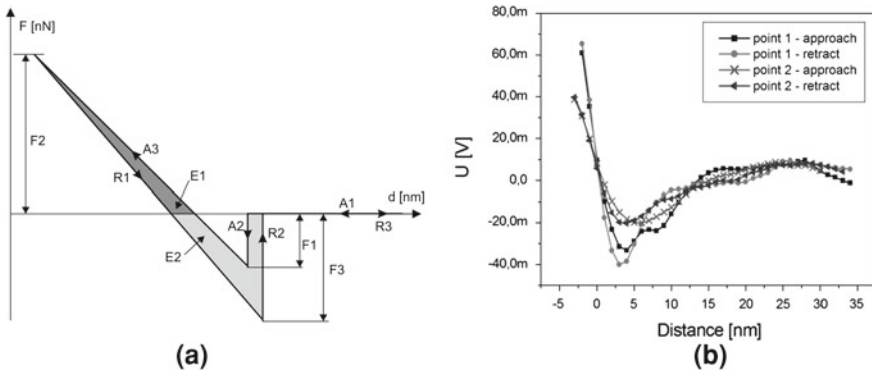 F [nN]
F2
A3
R1
E1
E2
A2
R2
A1
d [nm]
R3
F1
F3
(a)
80,0m
60,0m
40,0m
20,0m
0,0
-20,0m
-40,0m
U [V]
point 1 - approach
point 1 - retract
point 2 - approach
point 2 - retract
-5 0 5 10 15 20 25 30 35
Distance [nm]
(b)